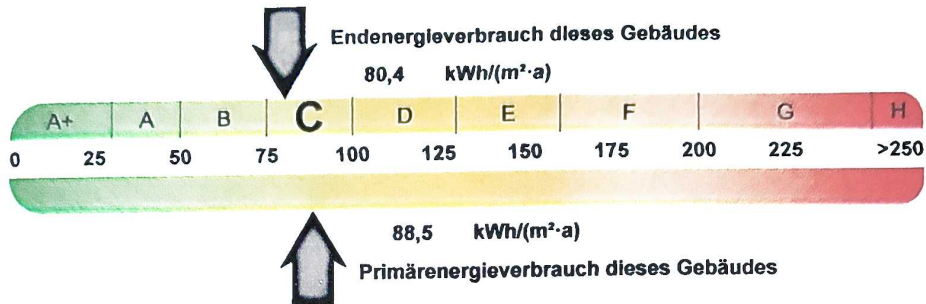 Endenergieverbrauch dieses Gebäudes
80,4 kWh/(m²·a)
A+ A B C D E F G H
0 25 50 75 100 125 150 175 200 225 >250
88,5 kWh/(m²·a)
Primärenergieverbrauch dieses Gebäudes